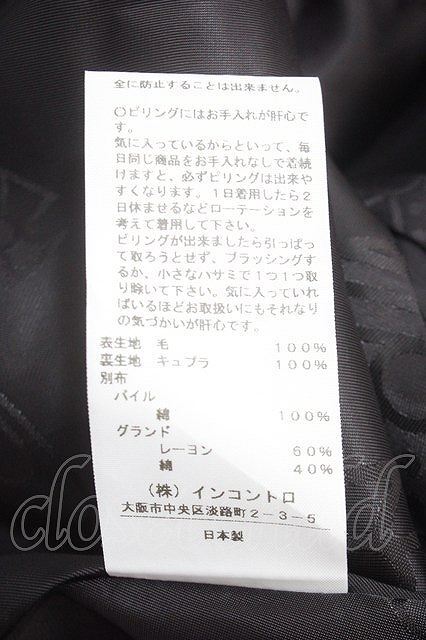 全に防止することは出来ません。
〇ピリングにはお手入れが肝心で
す。
気に入っているからといって、毎
日同じ商品をお手入れなしで着続
けますと、必ずピリングは出来や
すくなります。１日着用したら２
日休ませるなどローテーションを
考えて着用して下さい。
ピリングが出来ましたら引っぱっ
て取ろうとせず、ブラッシングす
るか、小さなハサミで１つ１つ取
り除いて下さい。気に入っていれ
ばいるほどお取扱いにもそれなり
の気づかいが肝心です。
表生地　毛　１００％
裏生地　キュプラ　１００％
別布
パイル
綿　１００％
グランド
レーヨン　６０％
綿　４０％
（株）インコントロ
大阪市中央区淡路町２－３－５
日本製